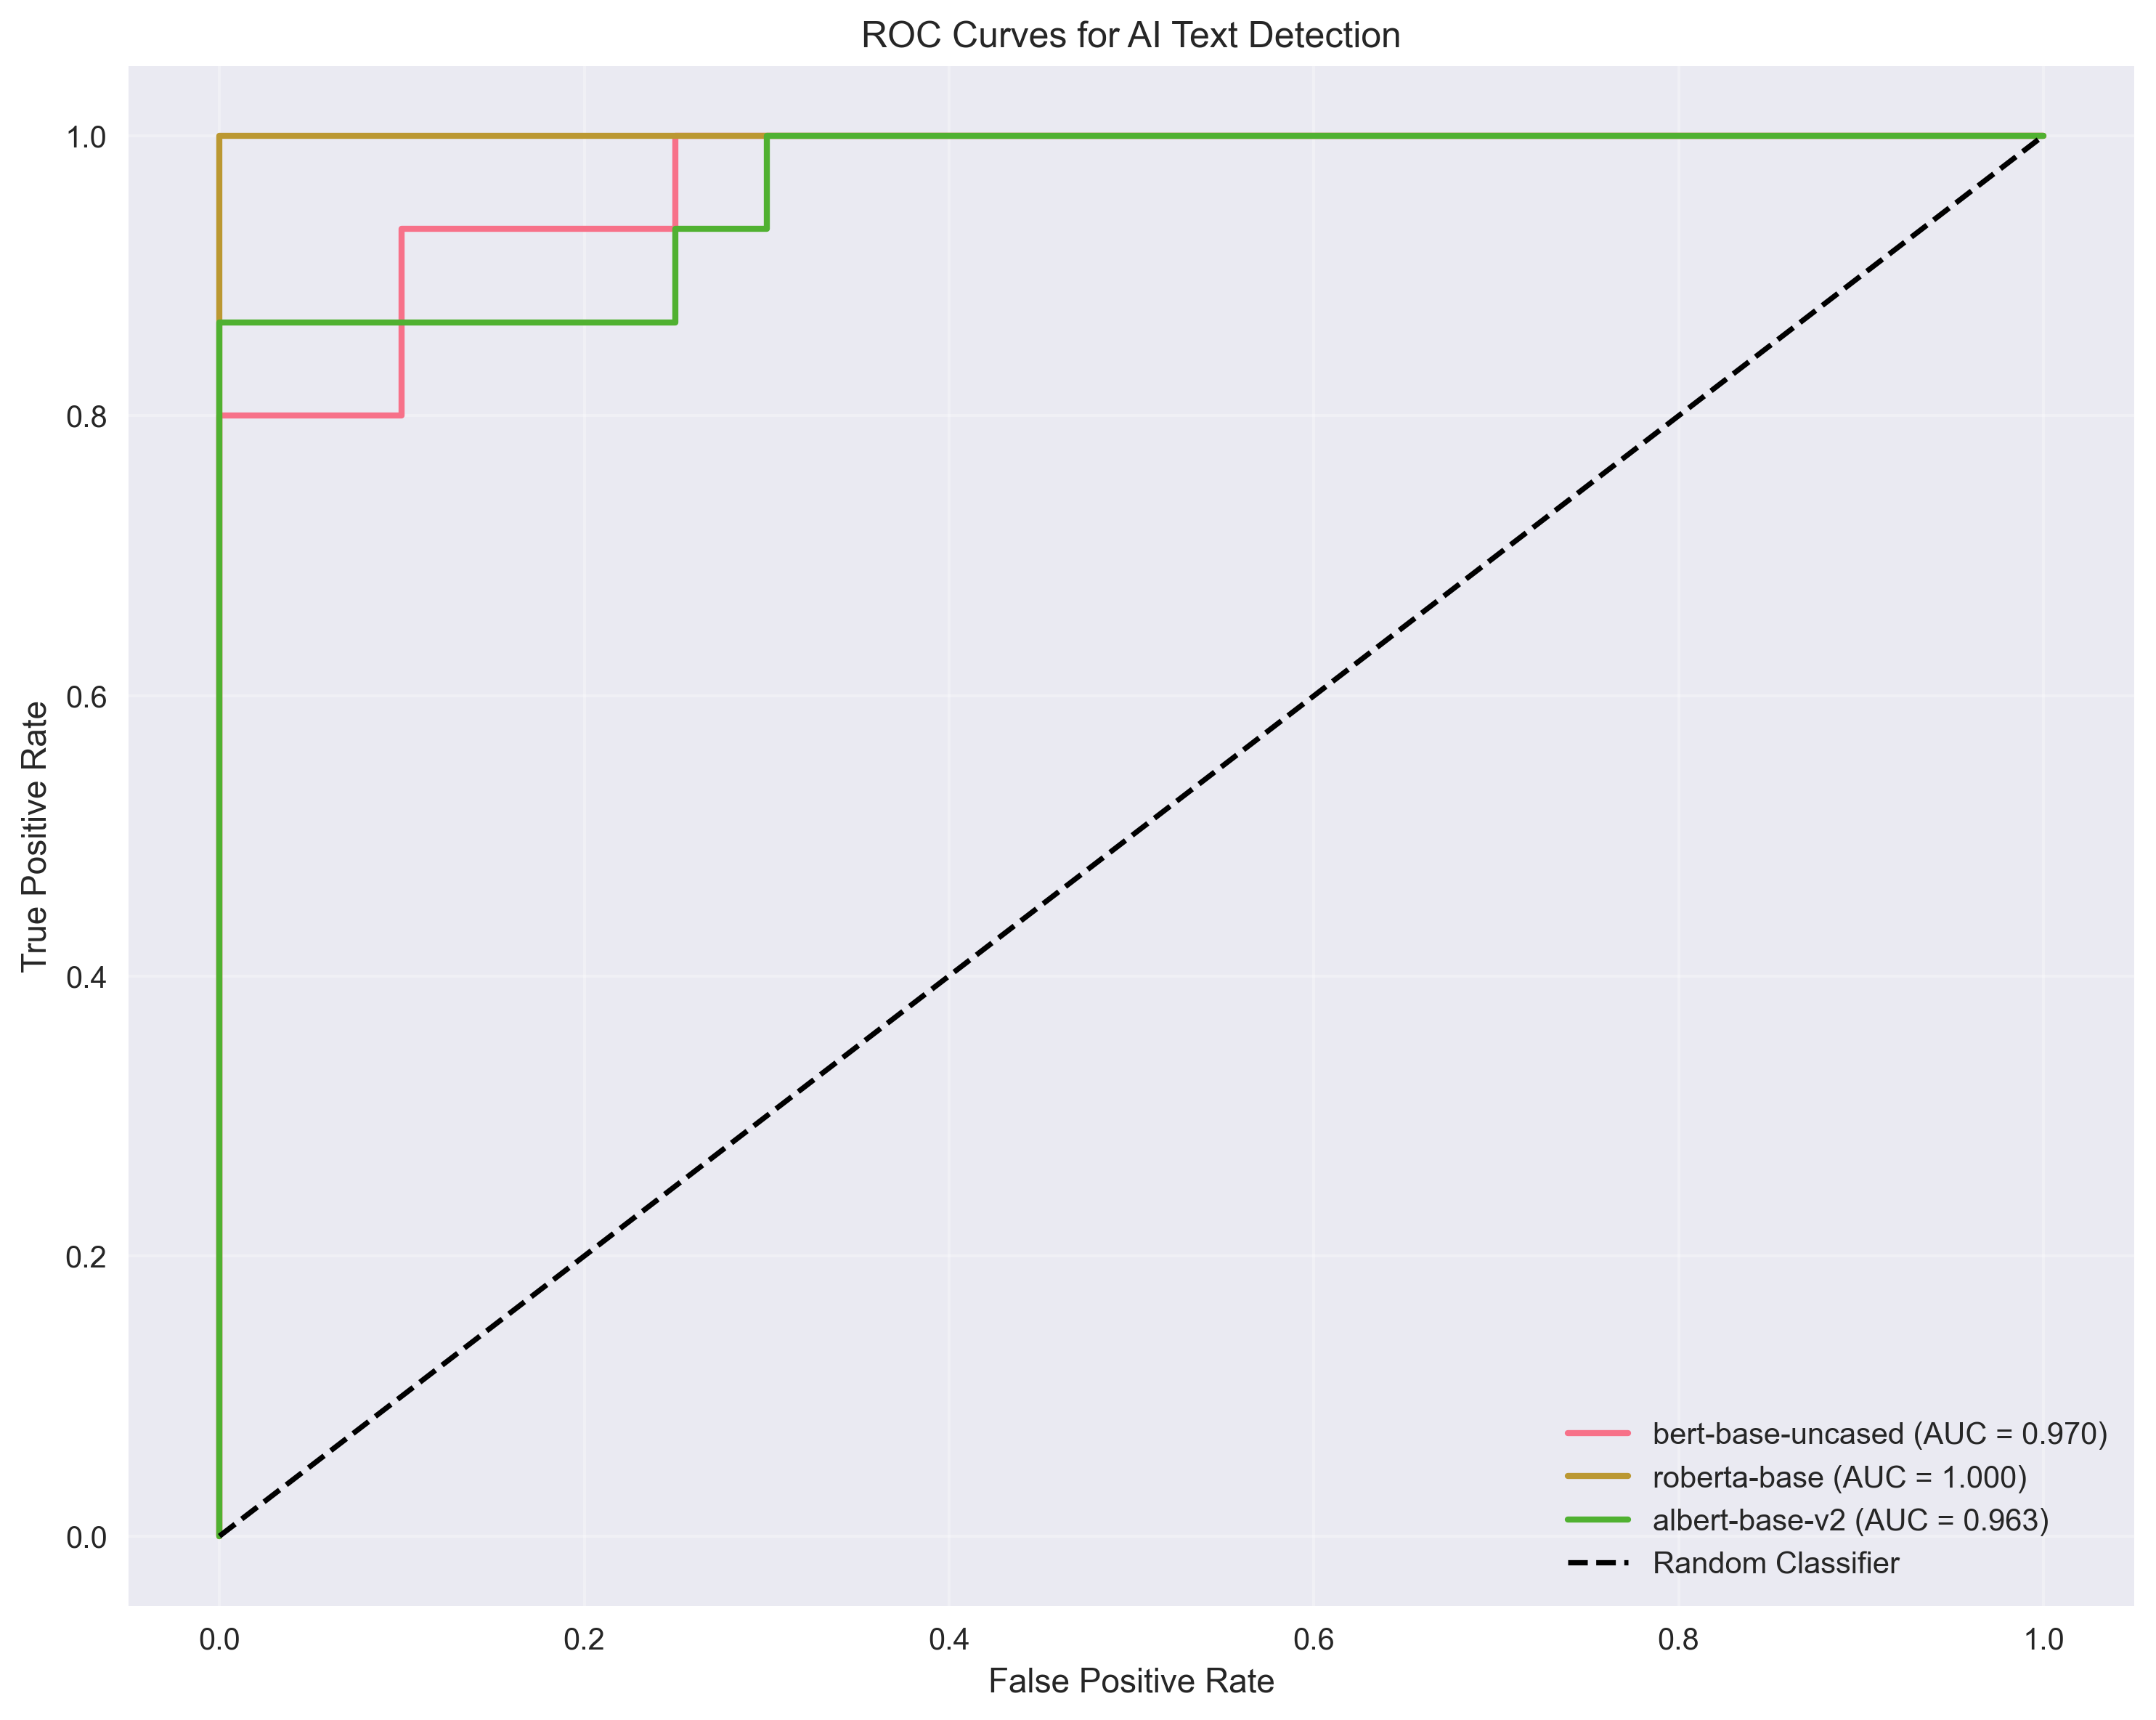 ROC Curves for AI Text Detection
1.0
0.8
0.6
0.4
0.2
0.0
True Positive Rate
0.0 0.2 0.4 0.6 0.8 1.0
False Positive Rate
bert-base-uncased (AUC = 0.970)
roberta-base (AUC = 1.000)
albert-base-v2 (AUC = 0.963)
Random Classifier